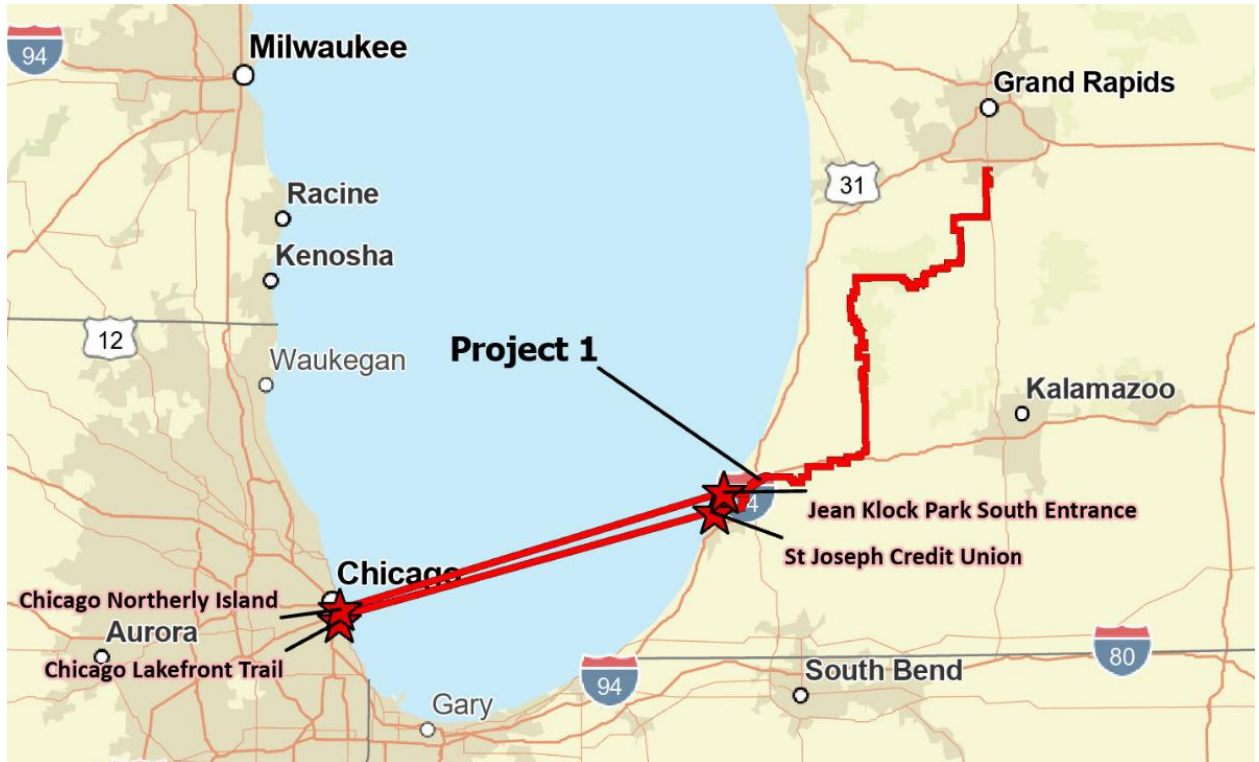 94
Milwaukee
Grand Rapids
31
Racine
Kenosha
12
Project 1
Waukegan
Kalamazoo
Jean Klock Park South Entrance
St Joseph Credit Union
Chicago
Chicago Northerly Island
Aurora
Chicago Lakefront Trail
80
94
South Bend
Gary